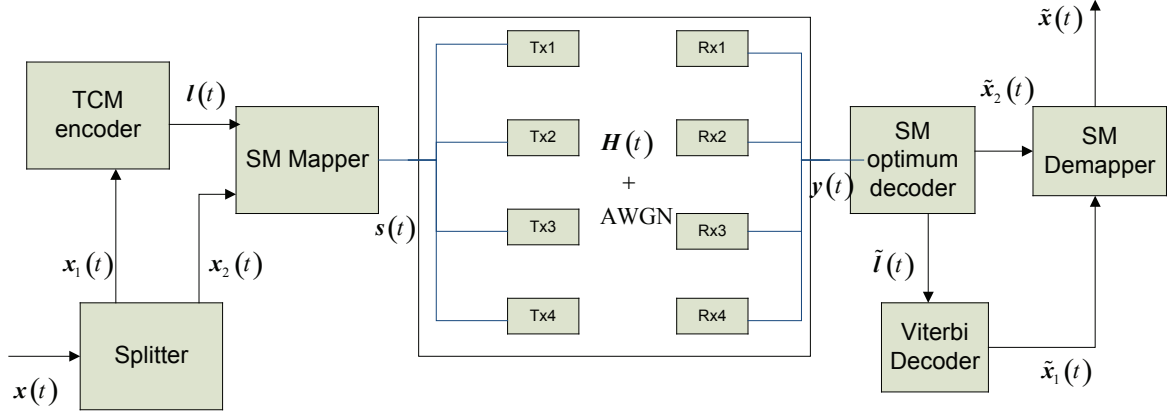 x(t)
Splitter
x₁(t)
x₂(t)
TCM
encoder
l(t)
SM Mapper
s(t)
Tx1
Tx2
Tx3
Tx4
H(t)
+
AWGN
Rx1
Rx2
Rx3
Rx4
y(t)
SM
optimum
decoder
x̃₂(t)
l̃(t)
Viterbi
Decoder
x̃₁(t)
SM
Demapper
x̃(t)